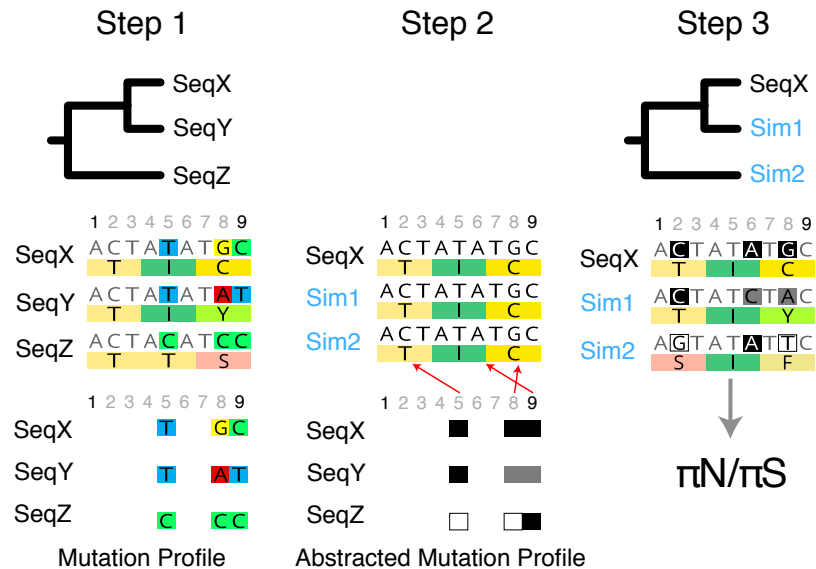 Step 1
Step 2
Step 3
SeqX
SeqY
SeqZ
SeqX
Sim1
Sim2
1 2 3 4 5 6 7 8 9
SeqX ACTATATGC
T I C
SeqY ACTATATAT
T I Y
SeqZ ACTACATCC
T T S
1 2 3 4 5 6 7 8 9
SeqX ACTATATGC
Sim1 ACTATATGC
Sim2 ACTATATGC
T I C
1 2 3 4 5 6 7 8 9
SeqX ACTATATGC
T I C
Sim1 ACTATCTAC
T I Y
Sim2 AGTATATTC
S I F
1 2 3 4 5 6 7 8 9
SeqX T GC
SeqY T AT
SeqZ C CC
Mutation Profile
1 2 3 4 5 6 7 8 9
SeqX
SeqY
SeqZ
Abstracted Mutation Profile
πN/πS